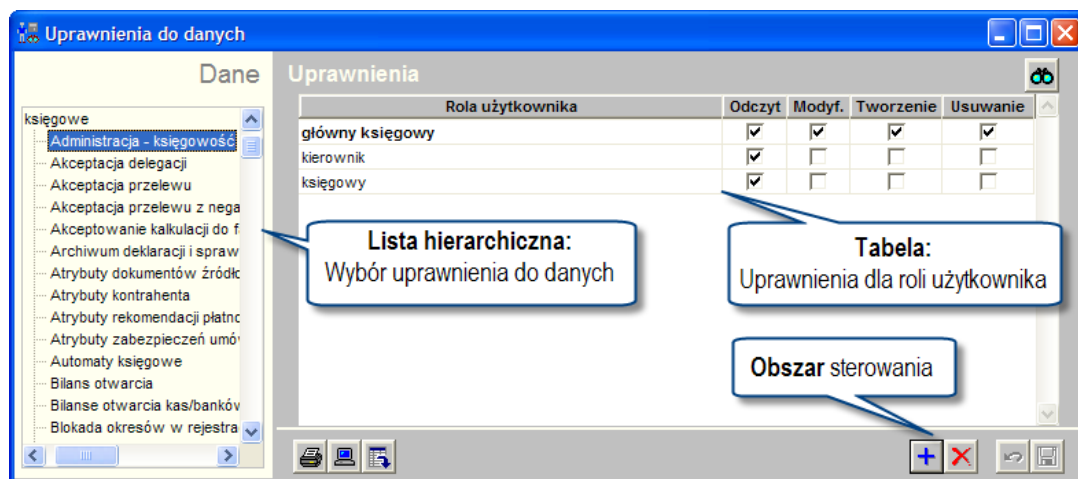 Uprawnienia do danych
Dane
księgowe
Administracja - księgowość
Akceptacja delegacji
Akceptacja przelewu
Akceptacja przelewu z nega
Akceptowanie kalkulacji do f
Archiwum deklaracji i spraw
Atrybuty dokumentów źródło
Atrybuty kontrahenta
Atrybuty rekomendacji płatno
Atrybuty zabezpieczeń umów
Automaty księgowe
Bilans otwarcia
Bilanse otwarcia kas/banków
Blokada okresów w rejestra
Uprawnienia
Rola użytkownika Odczyt Modyf. Tworzenie Usuwanie
główny księgowy
kierownik
księgowy
Lista hierarchiczna:
Wybór uprawnienia do danych
Tabela:
Uprawnienia dla roli użytkownika
Obszar sterowania